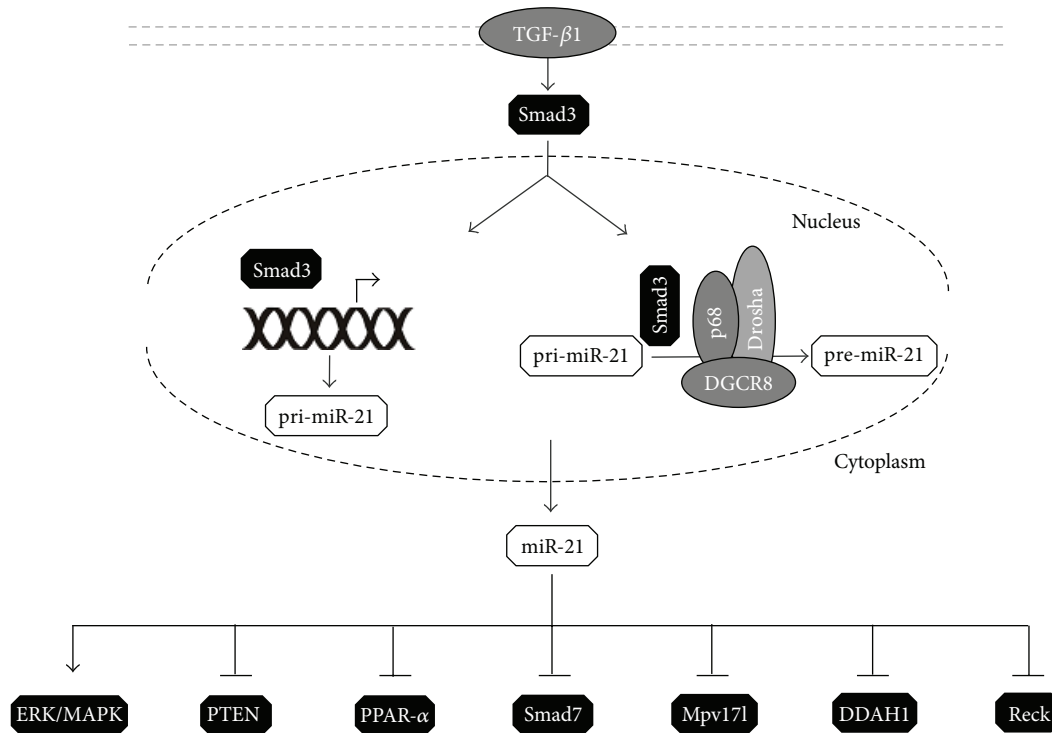 TGF-β1
Smad3
Nucleus
Smad3
Smad3
p68
Drosha
pri-miR-21
pre-miR-21
DGCR8
pri-miR-21
Cytoplasm
miR-21
ERK/MAPK
PTEN
PPAR-α
Smad7
Mpv17l
DDAH1
Reck